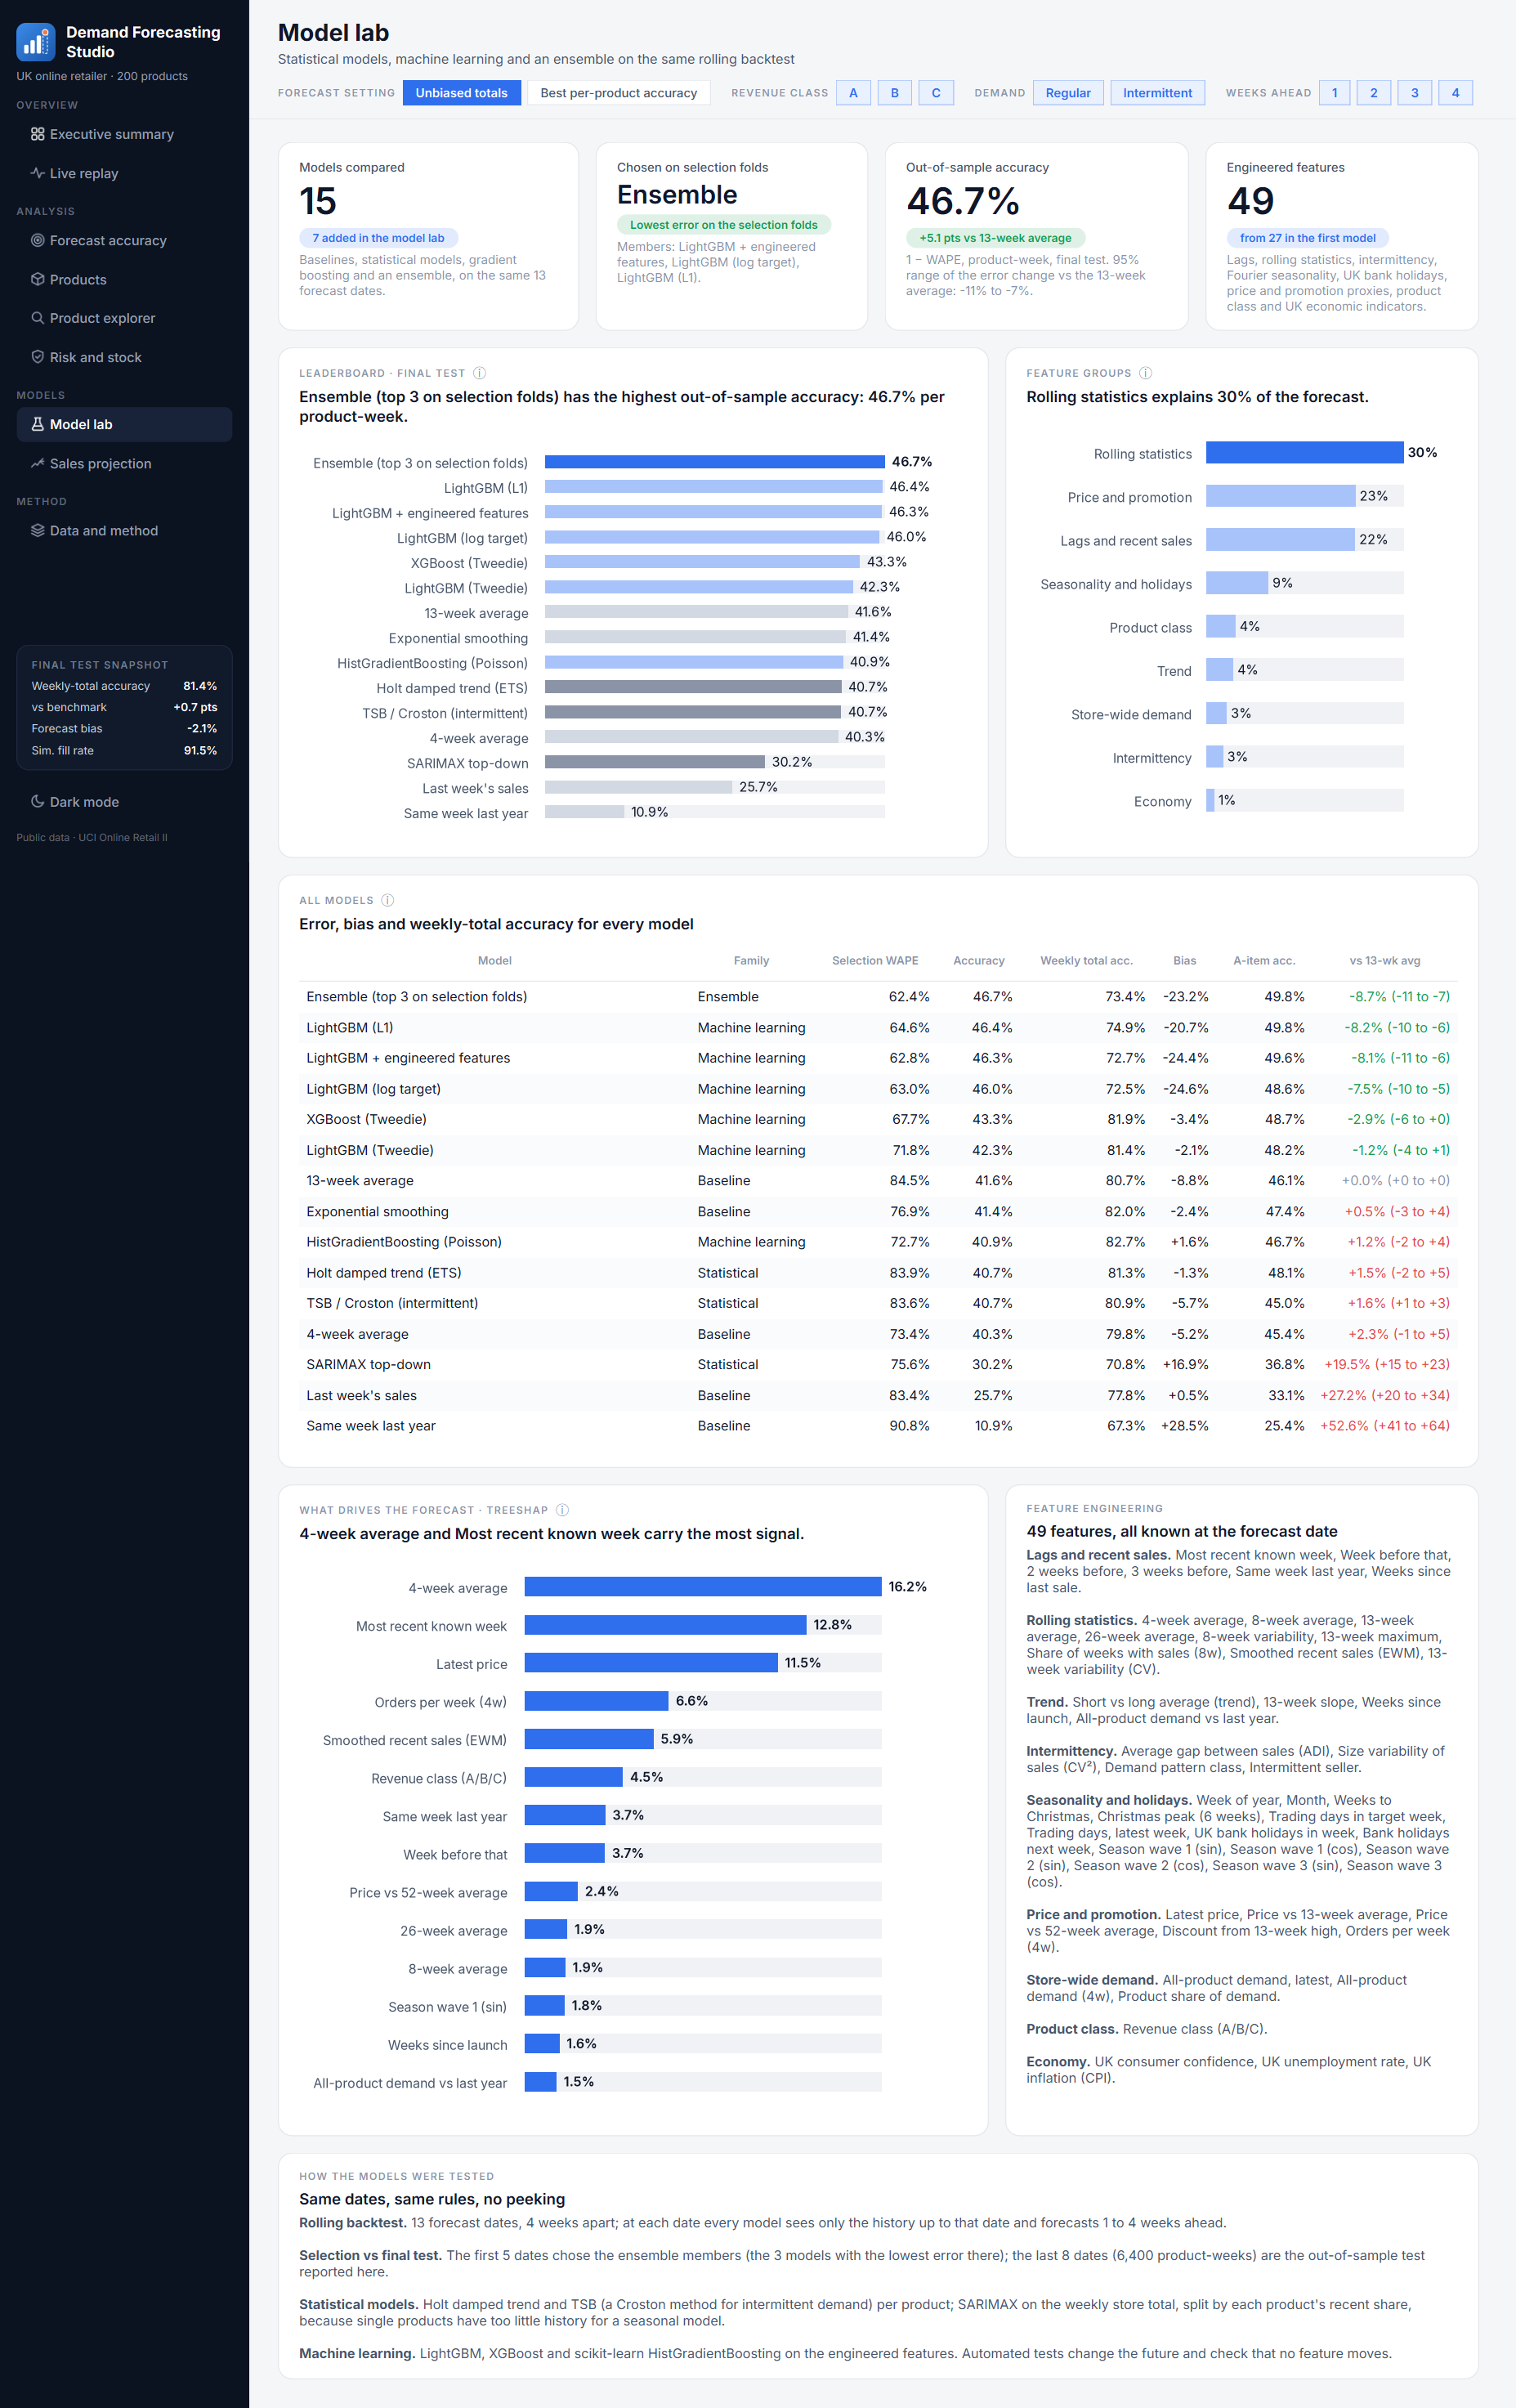 Demand Forecasting
Studio
UK online retailer · 200 products
OVERVIEW
Executive summary
Live replay
ANALYSIS
Forecast accuracy
Products
Product explorer
Risk and stock
MODELS
Model lab
Sales projection
METHOD
Data and method
FINAL TEST SNAPSHOT
Weekly-total accuracy 81.4%
vs benchmark +0.7 pts
Forecast bias -2.1%
Sim. fill rate 91.5%
Dark mode
Public data · UCI Online Retail II
Model lab
Statistical models, machine learning and an ensemble on the same rolling backtest
FORECAST SETTING Unbiased totals Best per-product accuracy REVENUE CLASS A B C DEMAND Regular Intermittent WEEKS AHEAD 1 2 3 4
Models compared
15
7 added in the model lab
Baselines, statistical models, gradient
boosting and an ensemble, on the same 13
forecast dates.
Chosen on selection folds
Ensemble
Lowest error on the selection folds
Members: LightGBM + engineered
features, LightGBM (log target),
LightGBM (L1).
Out-of-sample accuracy
46.7%
+5.1 pts vs 13-week average
1 − WAPE, product-week, final test. 95%
range of the error change vs the 13-week
average: -11% to -7%.
Engineered features
49
from 27 in the first model
Lags, rolling statistics, intermittency,
Fourier seasonality, UK bank holidays,
price and promotion proxies, product
class and UK economic indicators.
LEADERBOARD · FINAL TEST ⓘ
Ensemble (top 3 on selection folds) has the highest out-of-sample accuracy: 46.7% per
product-week.
Ensemble (top 3 on selection folds) 46.7%
LightGBM (L1) 46.4%
LightGBM + engineered features 46.3%
LightGBM (log target) 46.0%
XGBoost (Tweedie) 43.3%
LightGBM (Tweedie) 42.3%
13-week average 41.6%
Exponential smoothing 41.4%
HistGradientBoosting (Poisson) 40.9%
Holt damped trend (ETS) 40.7%
TSB / Croston (intermittent) 40.7%
4-week average 40.3%
SARIMAX top-down 30.2%
Last week's sales 25.7%
Same week last year 10.9%
FEATURE GROUPS ⓘ
Rolling statistics explains 30% of the forecast.
Rolling statistics 30%
Price and promotion 23%
Lags and recent sales 22%
Seasonality and holidays 9%
Product class 4%
Trend 4%
Store-wide demand 3%
Intermittency 3%
Economy 1%
ALL MODELS ⓘ
Error, bias and weekly-total accuracy for every model
Model Family Selection WAPE Accuracy Weekly total acc. Bias A-item acc. vs 13-wk avg
Ensemble (top 3 on selection folds) Ensemble 62.4% 46.7% 73.4% -23.2% 49.8% -8.7% (-11 to -7)
LightGBM (L1) Machine learning 64.6% 46.4% 74.9% -20.7% 49.8% -8.2% (-10 to -6)
LightGBM + engineered features Machine learning 62.8% 46.3% 72.7% -24.4% 49.6% -8.1% (-11 to -6)
LightGBM (log target) Machine learning 63.0% 46.0% 72.5% -24.6% 48.6% -7.5% (-10 to -5)
XGBoost (Tweedie) Machine learning 67.7% 43.3% 81.9% -3.4% 48.7% -2.9% (-6 to +0)
LightGBM (Tweedie) Machine learning 71.8% 42.3% 81.4% -2.1% 48.2% -1.2% (-4 to +1)
13-week average Baseline 84.5% 41.6% 80.7% -8.8% 46.1% +0.0% (+0 to +0)
Exponential smoothing Baseline 76.9% 41.4% 82.0% -2.4% 47.4% +0.5% (-3 to +4)
HistGradientBoosting (Poisson) Machine learning 72.7% 40.9% 82.7% +1.6% 46.7% +1.2% (-2 to +4)
Holt damped trend (ETS) Statistical 83.9% 40.7% 81.3% -1.3% 48.1% +1.5% (-2 to +5)
TSB / Croston (intermittent) Statistical 83.6% 40.7% 80.9% -5.7% 45.0% +1.6% (+1 to +3)
4-week average Baseline 73.4% 40.3% 79.8% -5.2% 45.4% +2.3% (-1 to +5)
SARIMAX top-down Statistical 75.6% 30.2% 70.8% +16.9% 36.8% +19.5% (+15 to +23)
Last week's sales Baseline 83.4% 25.7% 77.8% +0.5% 33.1% +27.2% (+20 to +34)
Same week last year Baseline 90.8% 10.9% 67.3% +28.5% 25.4% +52.6% (+41 to +64)
WHAT DRIVES THE FORECAST · TREESHAP ⓘ
4-week average and Most recent known week carry the most signal.
4-week average 16.2%
Most recent known week 12.8%
Latest price 11.5%
Orders per week (4w) 6.6%
Smoothed recent sales (EWM) 5.9%
Revenue class (A/B/C) 4.5%
Same week last year 3.7%
Week before that 3.7%
Price vs 52-week average 2.4%
26-week average 1.9%
8-week average 1.9%
Season wave 1 (sin) 1.8%
Weeks since launch 1.6%
All-product demand vs last year 1.5%
FEATURE ENGINEERING
49 features, all known at the forecast date
Lags and recent sales. Most recent known week, Week before that,
2 weeks before, 3 weeks before, Same week last year, Weeks since
last sale.
Rolling statistics. 4-week average, 8-week average, 13-week
average, 26-week average, 8-week variability, 13-week maximum,
Share of weeks with sales (8w), Smoothed recent sales (EWM), 13-
week variability (CV).
Trend. Short vs long average (trend), 13-week slope, Weeks since
launch, All-product demand vs last year.
Intermittency. Average gap between sales (ADI), Size variability of
sales (CV²), Demand pattern class, Intermittent seller.
Seasonality and holidays. Week of year, Month, Weeks to
Christmas, Christmas peak (6 weeks), Trading days in target week,
Trading days, latest week, UK bank holidays in week, Bank holidays
next week, Season wave 1 (sin), Season wave 1 (cos), Season wave
2 (sin), Season wave 2 (cos), Season wave 3 (sin), Season wave 3
(cos).
Price and promotion. Latest price, Price vs 13-week average, Price
vs 52-week average, Discount from 13-week high, Orders per week
(4w).
Store-wide demand. All-product demand, latest, All-product
demand (4w), Product share of demand.
Product class. Revenue class (A/B/C).
Economy. UK consumer confidence, UK unemployment rate, UK
inflation (CPI).
HOW THE MODELS WERE TESTED
Same dates, same rules, no peeking
Rolling backtest. 13 forecast dates, 4 weeks apart; at each date every model sees only the history up to that date and forecasts 1 to 4 weeks ahead.
Selection vs final test. The first 5 dates chose the ensemble members (the 3 models with the lowest error there); the last 8 dates (6,400 product-weeks) are the out-of-sample test
reported here.
Statistical models. Holt damped trend and TSB (a Croston method for intermittent demand) per product; SARIMAX on the weekly store total, split by each product's recent share,
because single products have too little history for a seasonal model.
Machine learning. LightGBM, XGBoost and scikit-learn HistGradientBoosting on the engineered features. Automated tests change the future and check that no feature moves.